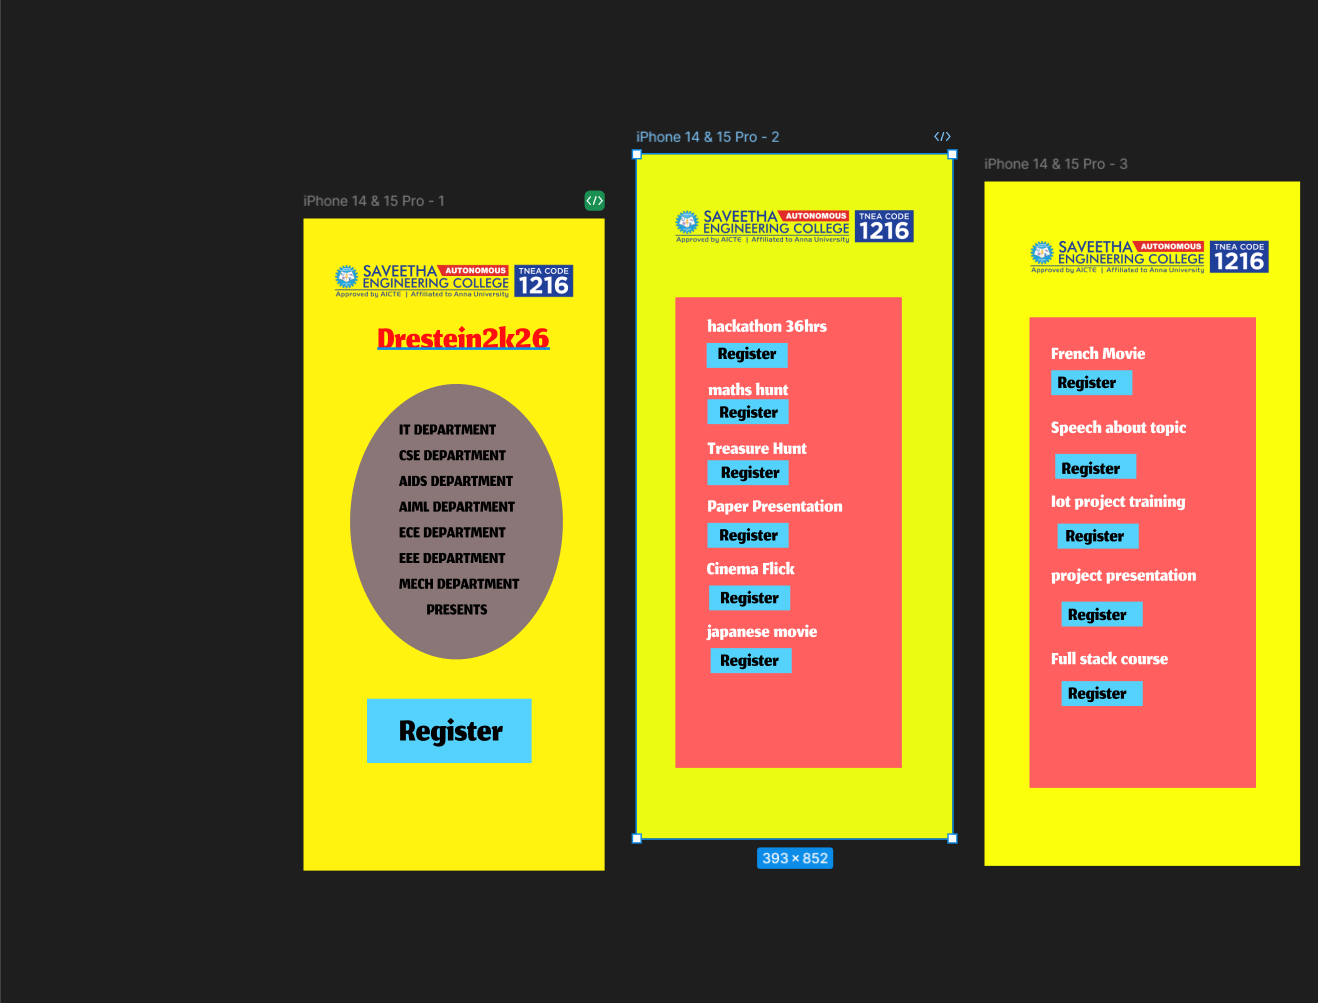 iPhone 14 & 15 Pro - 1
SAVEETHA AUTONOMOUS
ENGINEERING COLLEGE
Approved by AICTE | Affiliated to Anna University
TNEA CODE
1216
Drestein2k26
IT DEPARTMENT
CSE DEPARTMENT
AIDS DEPARTMENT
AIML DEPARTMENT
ECE DEPARTMENT
EEE DEPARTMENT
MECH DEPARTMENT
PRESENTS
Register
iPhone 14 & 15 Pro - 2
</>
SAVEETHA AUTONOMOUS
ENGINEERING COLLEGE
Approved by AICTE | Affiliated to Anna University
TNEA CODE
1216
hackathon 36hrs
Register
maths hunt
Register
Treasure Hunt
Register
Paper Presentation
Register
Cinema Flick
Register
japanese movie
Register
393 × 852
iPhone 14 & 15 Pro - 3
SAVEETHA AUTONOMOUS
ENGINEERING COLLEGE
Approved by AICTE | Affiliated to Anna University
TNEA CODE
1216
French Movie
Register
Speech about topic
Register
Iot project training
Register
project presentation
Register
Full stack course
Register